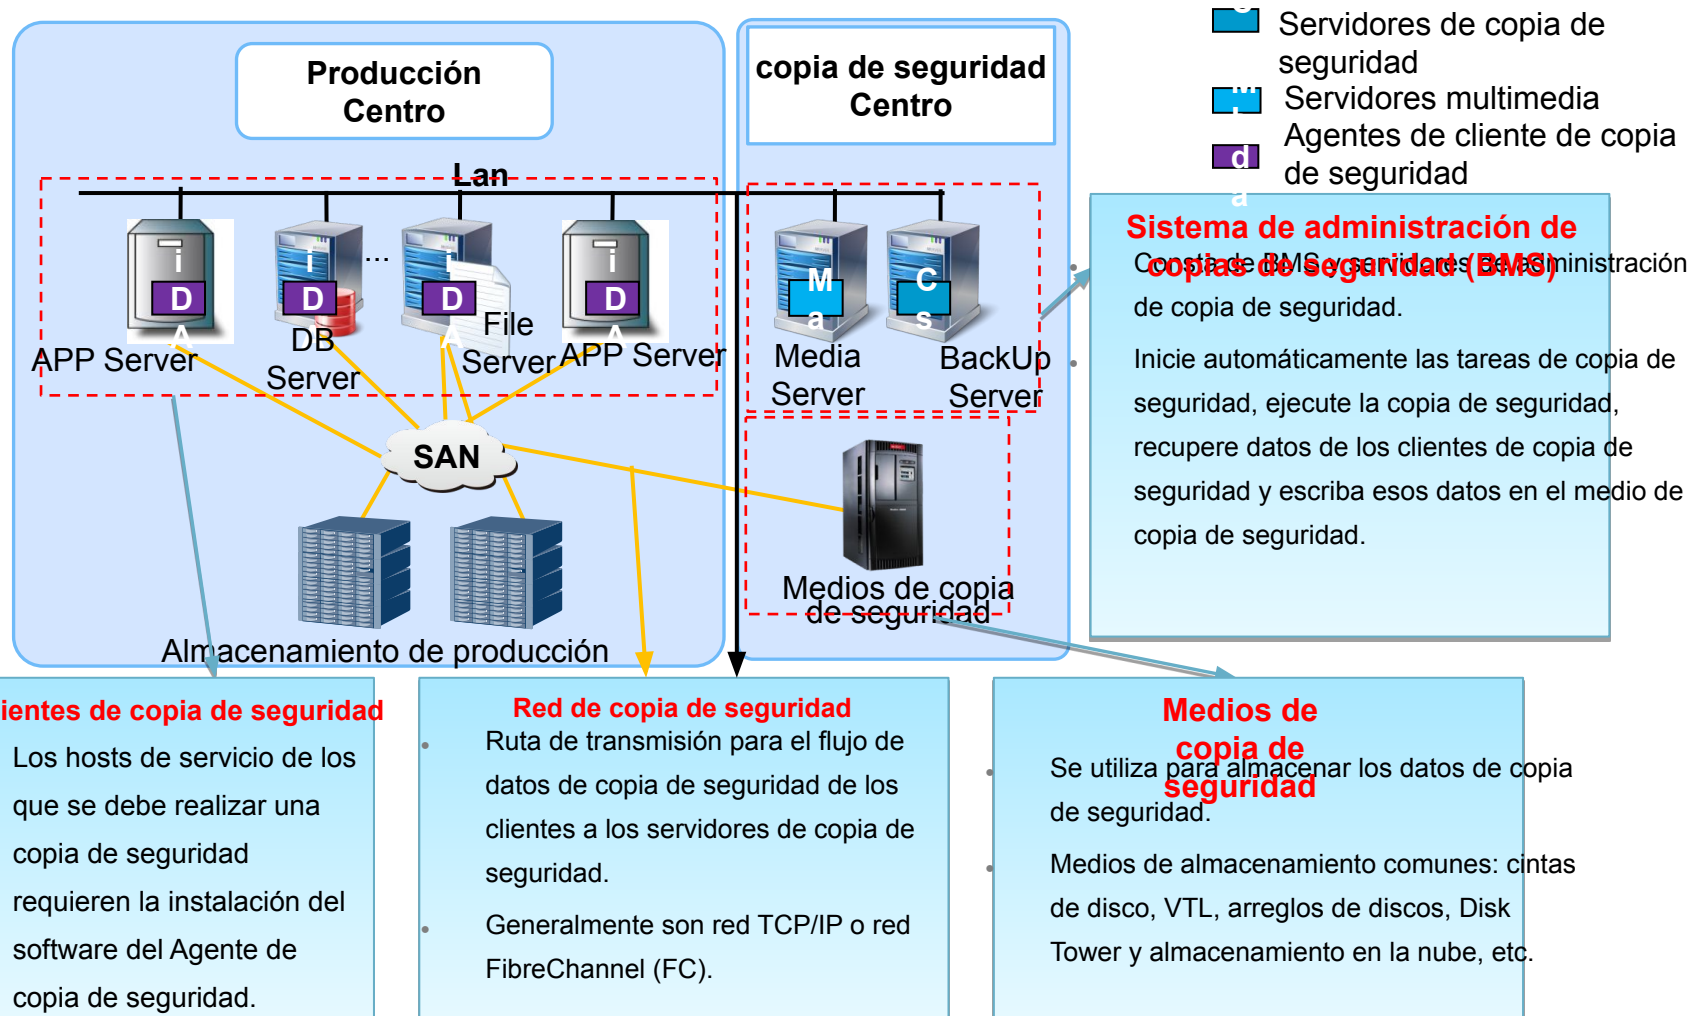 Producción
Centro
copia de seguridad
Centro
Servidores de copia de
seguridad
Servidores multimedia
Agentes de cliente de copia
de seguridad
Lan
i
D
A
i
D
...
i
D
A
i
D
A
M
a
C
s
APP Server
DB
Server
File
Server
APP Server
Media
Server
BackUp
Server
SAN
Almacenamiento de producción
Medios de copia
de seguridad
Sistema de administración de
copias de seguridad (BMS)
Consta de BMS y servidores de administración
de copia de seguridad.
Inicie automáticamente las tareas de copia de
seguridad, ejecute la copia de seguridad,
recupere datos de los clientes de copia de
seguridad y escriba esos datos en el medio de
copia de seguridad.
ientes de copia de seguridad
Los hosts de servicio de los
que se debe realizar una
copia de seguridad
requieren la instalación del
software del Agente de
copia de seguridad.
Red de copia de seguridad
Ruta de transmisión para el flujo de
datos de copia de seguridad de los
clientes a los servidores de copia de
seguridad.
Generalmente son red TCP/IP o red
FibreChannel (FC).
Medios de
copia de
seguridad
Se utiliza para almacenar los datos de copia
de seguridad.
Medios de almacenamiento comunes: cintas
de disco, VTL, arreglos de discos, Disk
Tower y almacenamiento en la nube, etc.